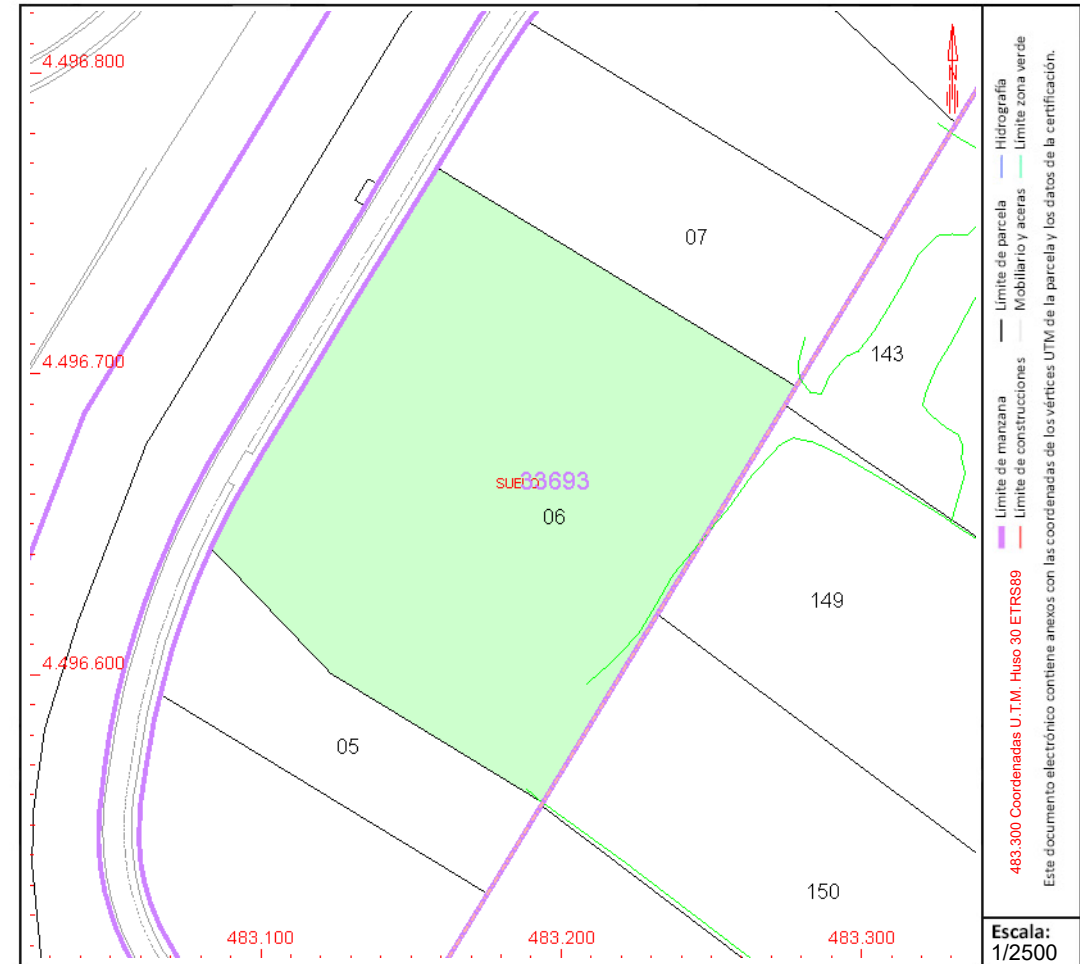 4.496.800
4.496.700
4.496.600
483.100
483.200
483.300
07
143
SUELO
33693
06
149
05
150
N
Límite de manzana
Límite de parcela
Hidrografía
Límite de construcciones
Mobiliario y aceras
Límite zona verde
483.300 Coordenadas U.T.M. Huso 30 ETRS89
Este documento electrónico contiene anexos con las coordenadas de los vértices UTM de la parcela y los datos de la certificación.
Escala:
1/2500